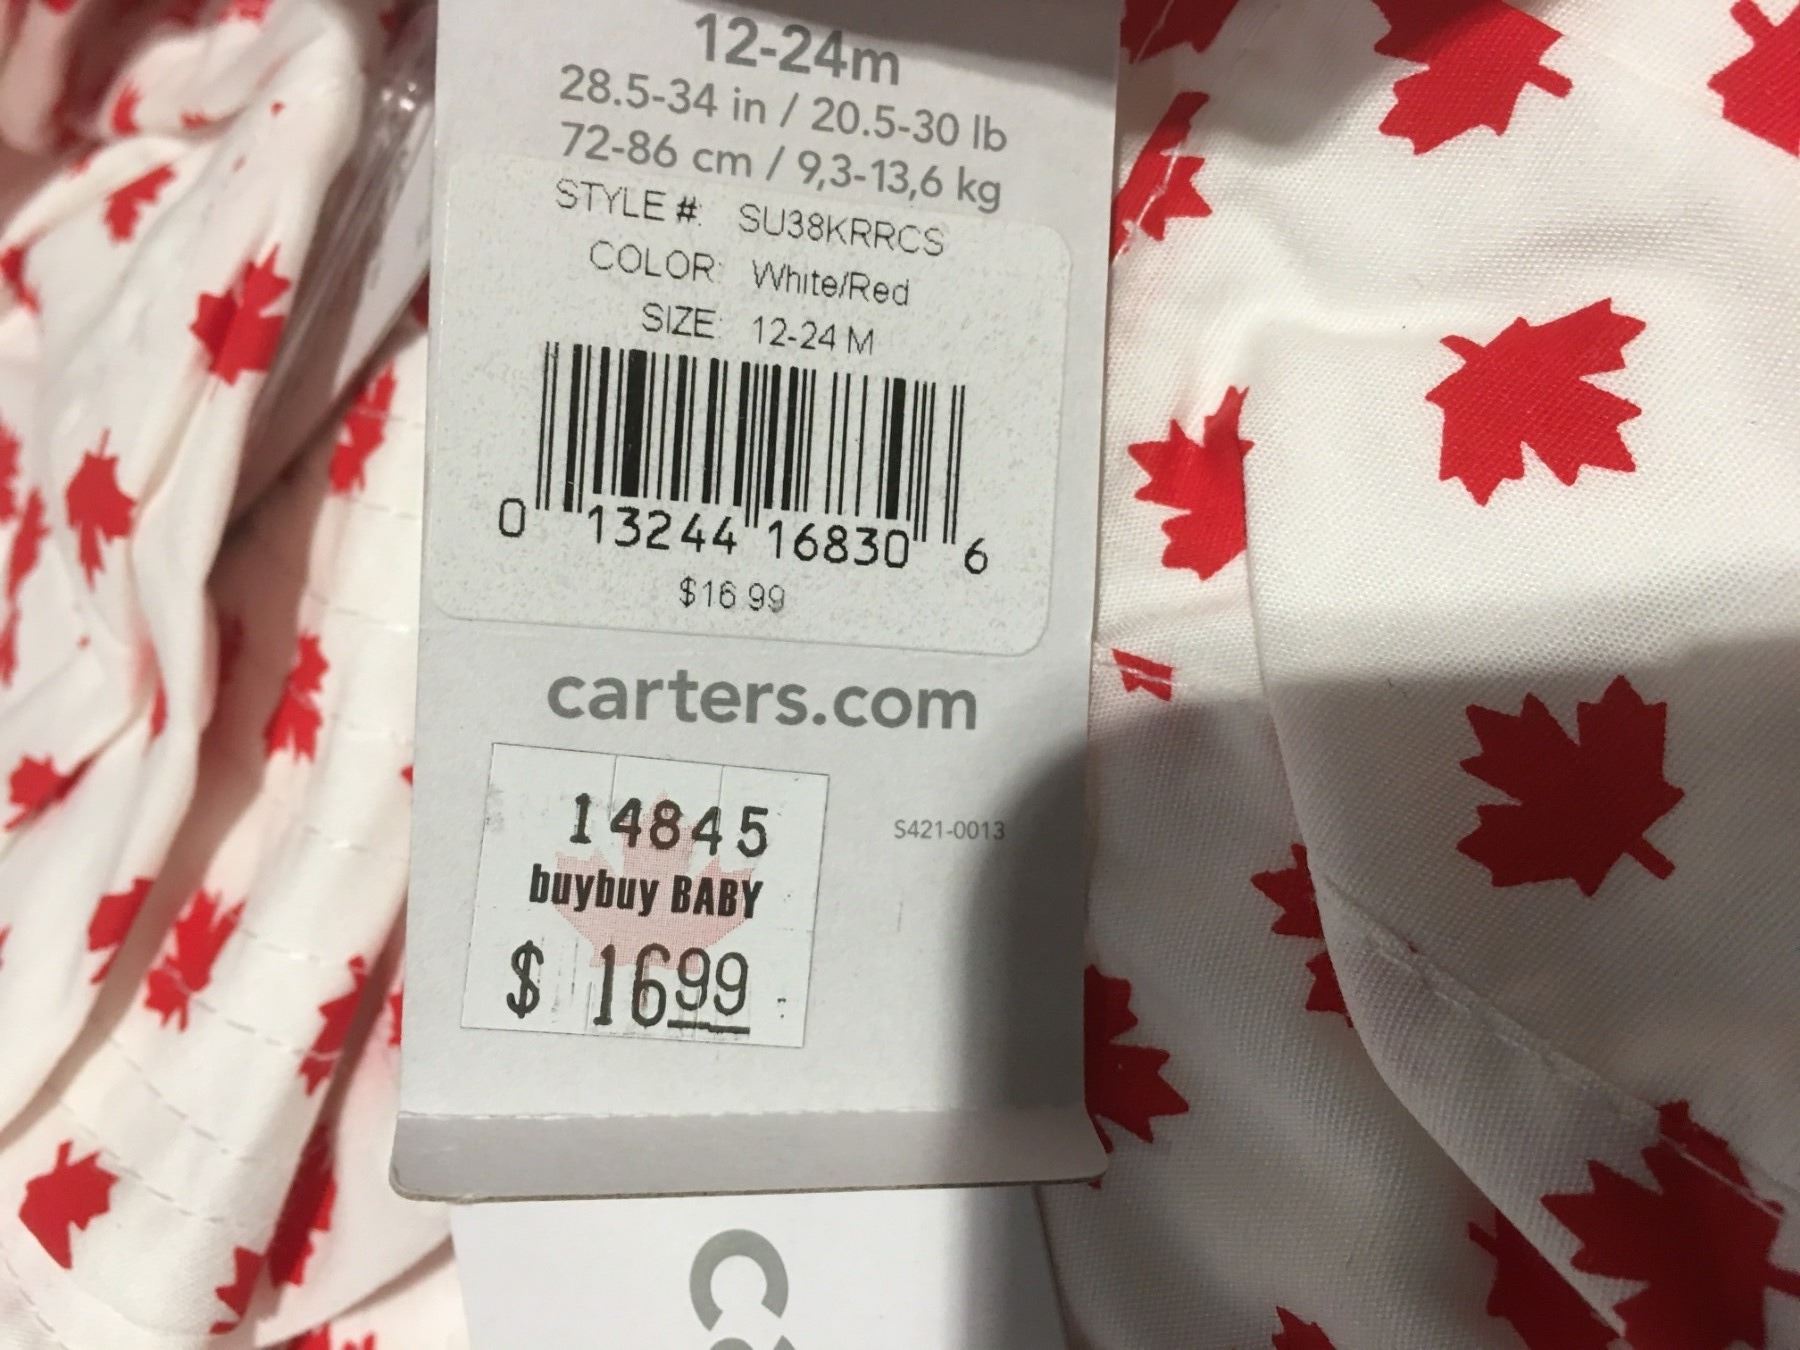 12-24m
28.5-34 in / 20.5-30 lb
72-86 cm / 9,3-13,6 kg
STYLE #: SU38KRRCS
COLOR: White/Red
SIZE: 12-24 M
0 13244 16830 6
$16.99
carters.com
14845
buybuy BABY
$ 1699
S421-0013